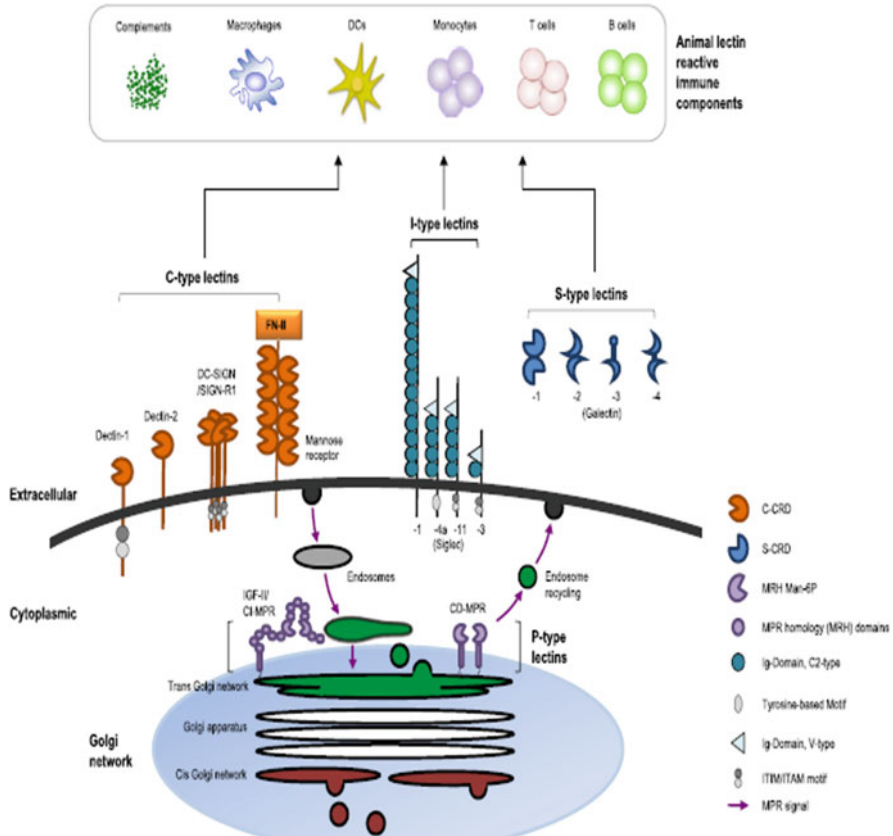 Complements
Macrophages
DCs
Monocytes
T cells
B cells
Animal lectin
reactive
immune
components
I-type lectins
C-type lectins
S-type lectins
FN-II
DC-SIGN
/SIGN-R1
Dectin-2
Dectin-1
Mannose
receptor
-1
-2
-3
-4
(Galectin)
Extracellular
-1
-4a
-11
-3
(Siglec)
C-CRD
S-CRD
MRH Man-6P
MPR homology (MRH) domains
Ig-Domain, C2-type
Tyrosine-based Motif
Ig-Domain, V-type
ITIM/ITAM motif
MPR signal
Endosomes
Endosome
recycling
Cytoplasmic
IGF-II/
CI-MPR
CD-MPR
P-type
lectins
Trans Golgi network
Golgi apparatus
Golgi
network
Cis Golgi network